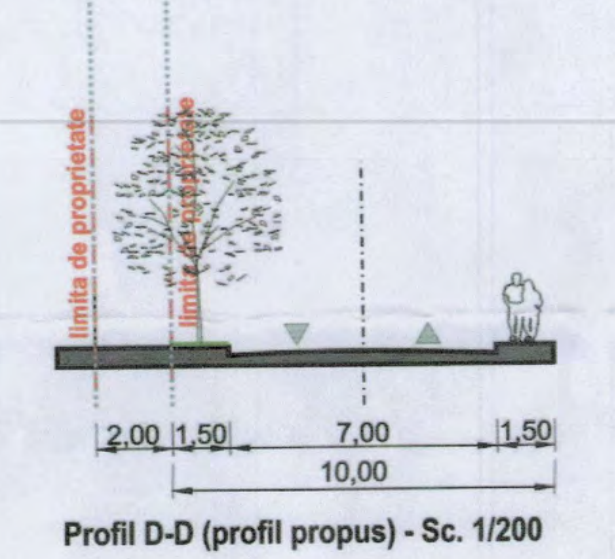 limita de proprietate
limita de proprietate
2,00 1,50 7,00 1,50
10,00
Profil D-D (profil propus) - Sc. 1/200